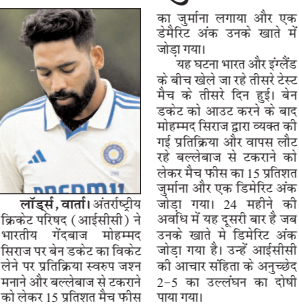 लॉर्ड्स, वार्ता। अंतर्राष्ट्रीय
क्रिकेट परिषद (आईसीसी) ने
भारतीय गेंदबाज मोहम्मद
सिराज पर बेन डकेट का विकेट
लेने पर प्रतिक्रिया स्वरुप जश्न
मनाने और बल्लेबाज से टकराने
को लेकर 15 प्रतिशत मैच फीस
का जुर्माना लगाया और एक
डेमैरिट अंक उनके खाते में
जोड़ा गया।
यह घटना भारत और इंग्लैंड
के बीच खेले जा रहे तीसरे टेस्ट
मैच के तीसरे दिन हुई। बेन
डकेट को आउट करने के बाद
मोहम्मद सिराज द्वारा व्यक्त की
गई प्रतिक्रिया और वापस लौट
रहे बल्लेबाज से टकराने को
लेकर मैच फीस का 15 प्रतिशत
जुर्माना और एक डिमेरिट अंक
जोड़ा गया। 24 महीने की
अवधि में यह दूसरी बार है जब
उनके खाते में डिमेरिट अंक
जोड़ा गया है। उन्हें आईसीसी
की आचार संहिता के अनुच्छेद
2-5 का उल्लंघन का दोषी
पाया गया।